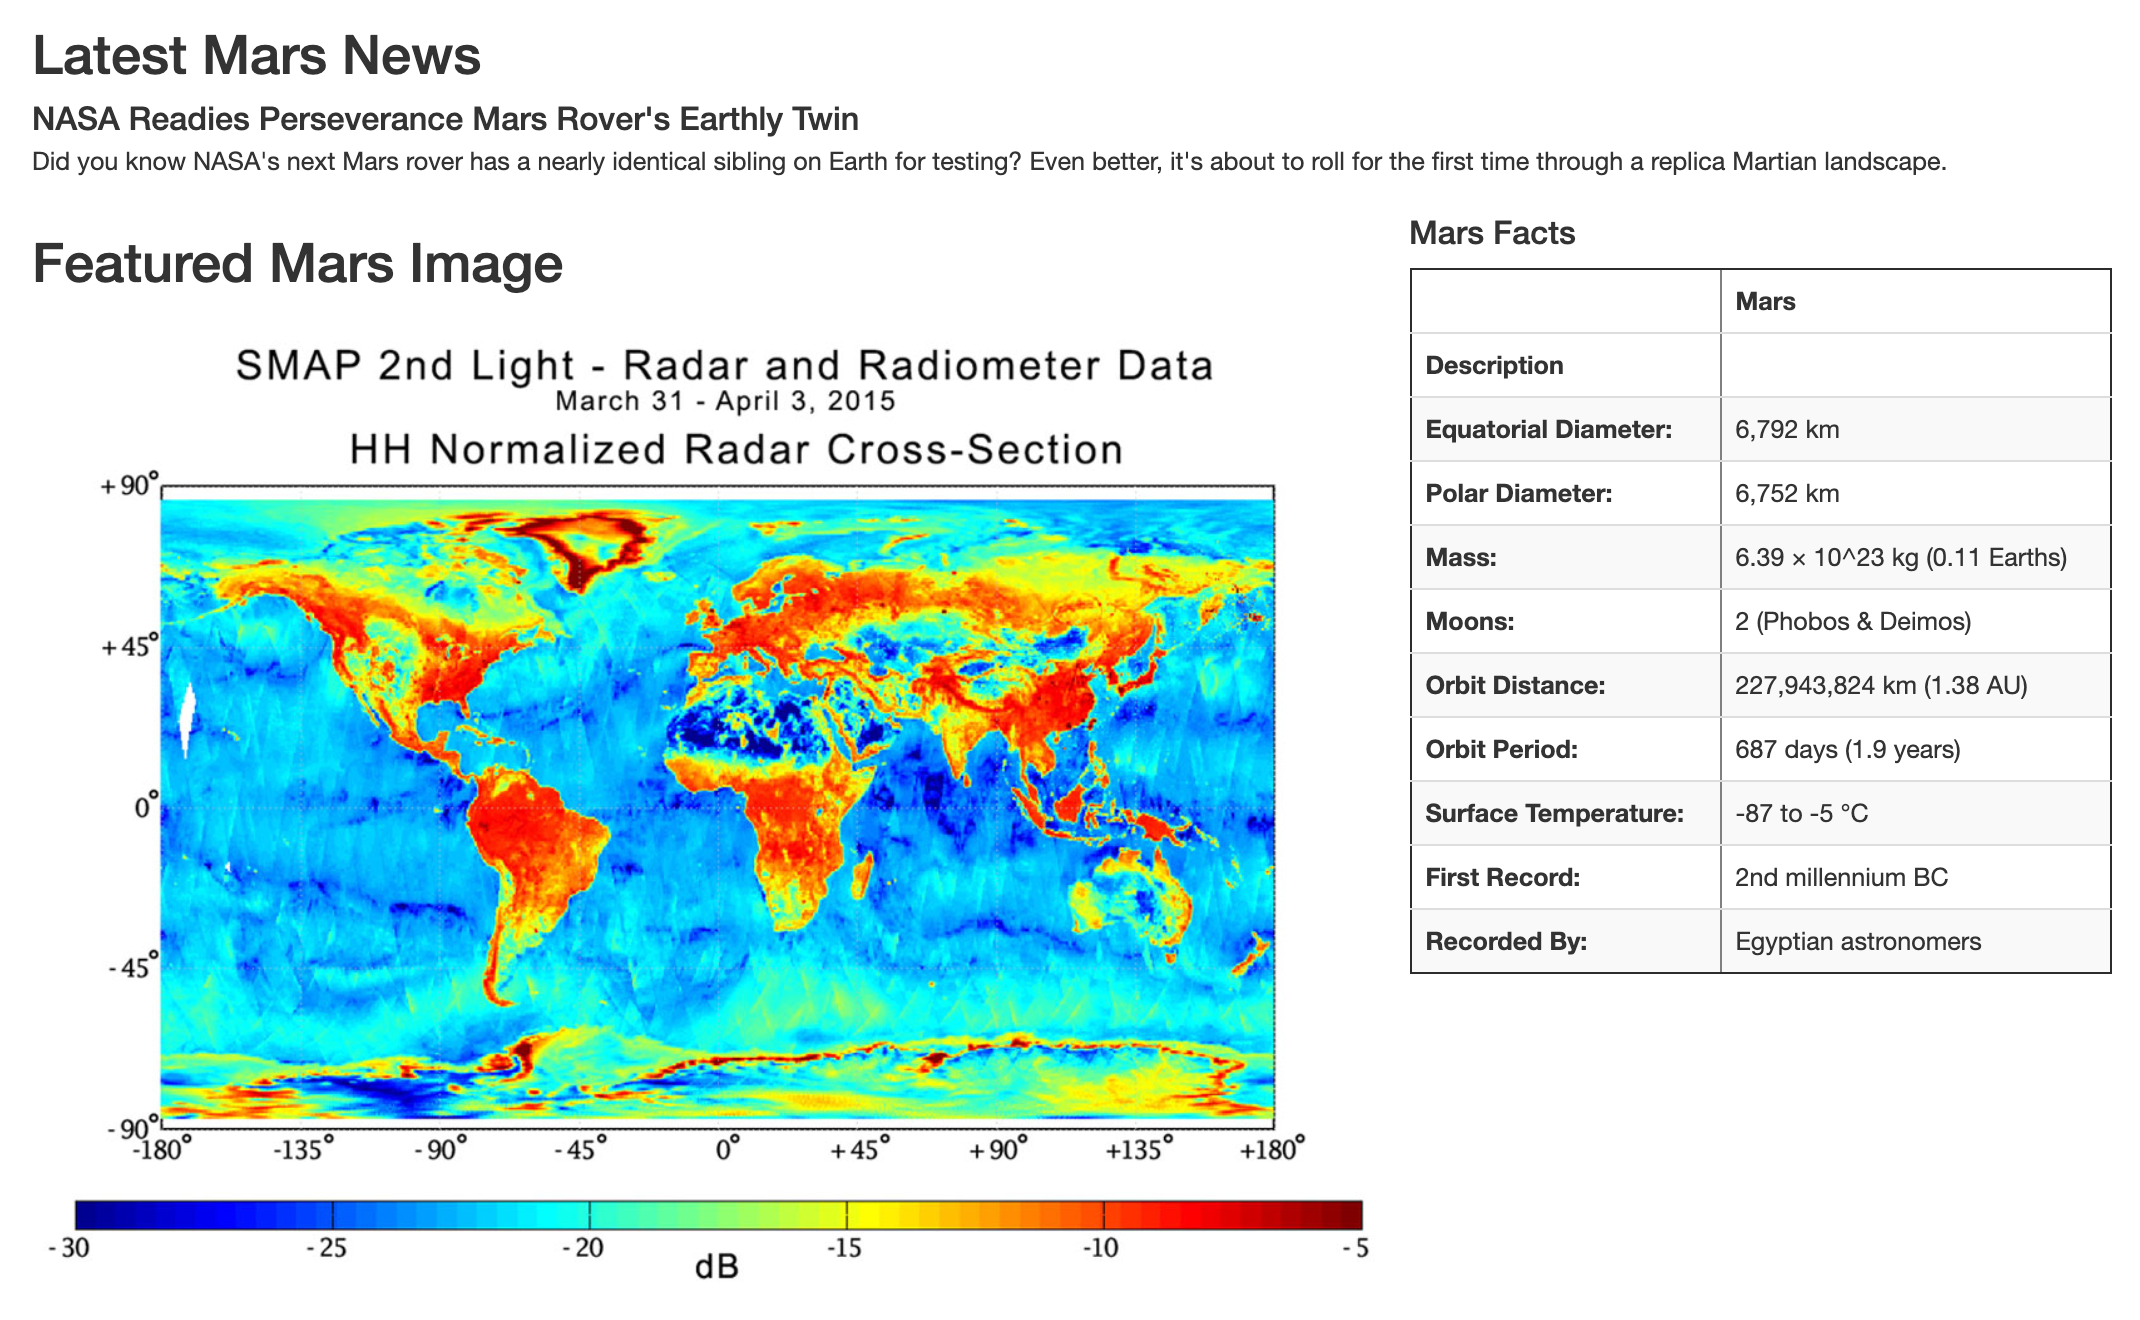 Latest Mars News
NASA Readies Perseverance Mars Rover's Earthly Twin
Did you know NASA's next Mars rover has a nearly identical sibling on Earth for testing? Even better, it's about to roll for the first time through a replica Martian landscape.
Featured Mars Image
SMAP 2nd Light - Radar and Radiometer Data
March 31 - April 3, 2015
HH Normalized Radar Cross-Section
+90°
+45°
0°
-45°
-90°
-180° -135° -90° -45° 0° +45° +90° +135° +180°
-30 -25 -20 -15 -10 -5
dB
Mars Facts
Mars
Description
Equatorial Diameter: 6,792 km
Polar Diameter: 6,752 km
Mass: 6.39 × 10^23 kg (0.11 Earths)
Moons: 2 (Phobos & Deimos)
Orbit Distance: 227,943,824 km (1.38 AU)
Orbit Period: 687 days (1.9 years)
Surface Temperature: -87 to -5 °C
First Record: 2nd millennium BC
Recorded By: Egyptian astronomers